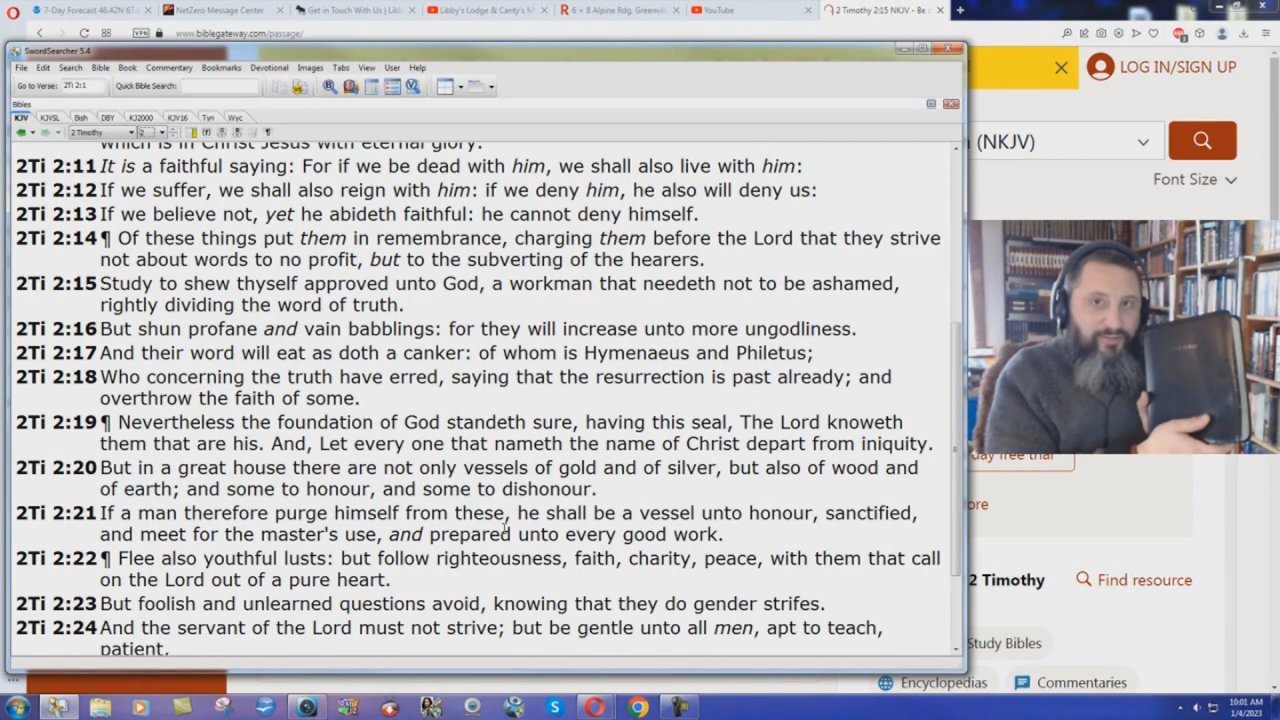 7-Day Forecast 46.42N 67.8
NetZero Message Center
Get in Touch With Us | Libb
Libby's Lodge & Canty's M
6 + 8 Alpine Rdg, Greenvill
YouTube
2 Timothy 2:15 NKJV - Be d
88
VPN
www.biblegateway.com/passage/
SwordSearcher 5.4
File Edit Search Bible Book Commentary Bookmarks Devotional Images Tabs View User Help
Go to Verse: 2Ti 2:1 Quick Bible Search:
Bibles
KJV KJVSL Bish DBY KJ2000 KJV16 Tyn Wyc
2 Timothy 2
which is in Christ Jesus with eternal glory.
2Ti 2:11 It is a faithful saying: For if we be dead with him, we shall also live with him:
2Ti 2:12 If we suffer, we shall also reign with him: if we deny him, he also will deny us:
2Ti 2:13 If we believe not, yet he abideth faithful: he cannot deny himself.
2Ti 2:14 ¶ Of these things put them in remembrance, charging them before the Lord that they strive
not about words to no profit, but to the subverting of the hearers.
2Ti 2:15 Study to shew thyself approved unto God, a workman that needeth not to be ashamed,
rightly dividing the word of truth.
2Ti 2:16 But shun profane and vain babblings: for they will increase unto more ungodliness.
2Ti 2:17 And their word will eat as doth a canker: of whom is Hymenaeus and Philetus;
2Ti 2:18 Who concerning the truth have erred, saying that the resurrection is past already; and
overthrow the faith of some.
2Ti 2:19 ¶ Nevertheless the foundation of God standeth sure, having this seal, The Lord knoweth
them that are his. And, Let every one that nameth the name of Christ depart from iniquity.
2Ti 2:20 But in a great house there are not only vessels of gold and of silver, but also of wood and
of earth; and some to honour, and some to dishonour.
2Ti 2:21 If a man therefore purge himself from these, he shall be a vessel unto honour, sanctified,
and meet for the master's use, and prepared unto every good work.
2Ti 2:22 ¶ Flee also youthful lusts: but follow righteousness, faith, charity, peace, with them that call
on the Lord out of a pure heart.
2Ti 2:23 But foolish and unlearned questions avoid, knowing that they do gender strifes.
2Ti 2:24 And the servant of the Lord must not strive; but be gentle unto all men, apt to teach,
patient,
LOG IN/SIGN UP
(NKJV)
Font Size
day free trial
ore
2 Timothy
Find resource
Study Bibles
Encyclopedias
Commentaries
10:01 AM
1/4/2023